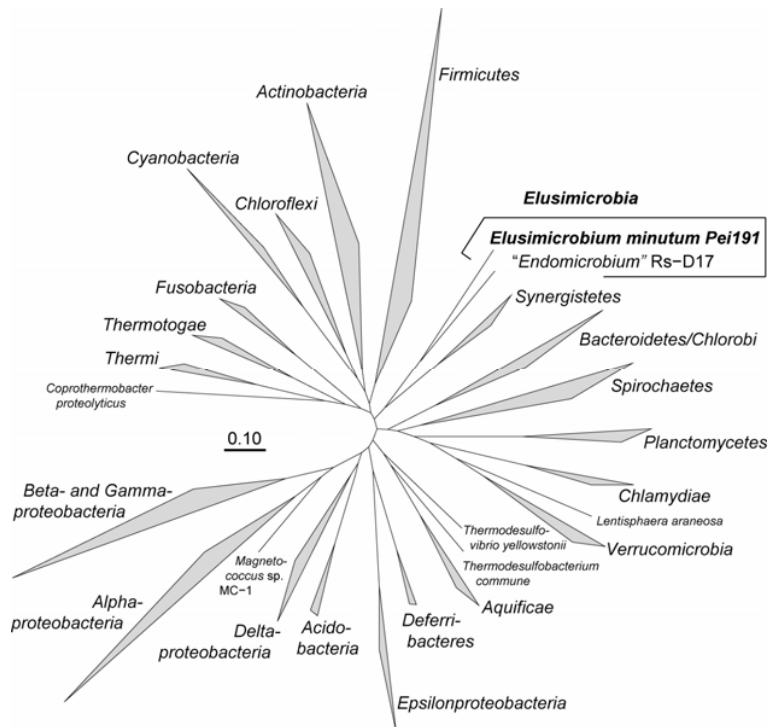 Firmicutes
Actinobacteria
Cyanobacteria
Chloroflexi
Elusimicrobia
Elusimicrobium minutum Pei191
“Endomicrobium” Rs−D17
Fusobacteria
Synergistetes
Thermotogae
Bacteroidetes/Chlorobi
Thermi
Spirochaetes
Coprothermobacter
proteolyticus
0.10
Planctomycetes
Beta- and Gamma-
proteobacteria
Chlamydiae
Lentisphaera araneosa
Thermodesulfo-
vibrio yellowstonii
Verrucomicrobia
Magneto-
coccus sp.
MC−1
Thermodesulfobacterium
commune
Alpha-
proteobacteria
Aquificae
Delta-
proteobacteria
Acido-
bacteria
Deferri-
bacteres
Epsilonproteobacteria